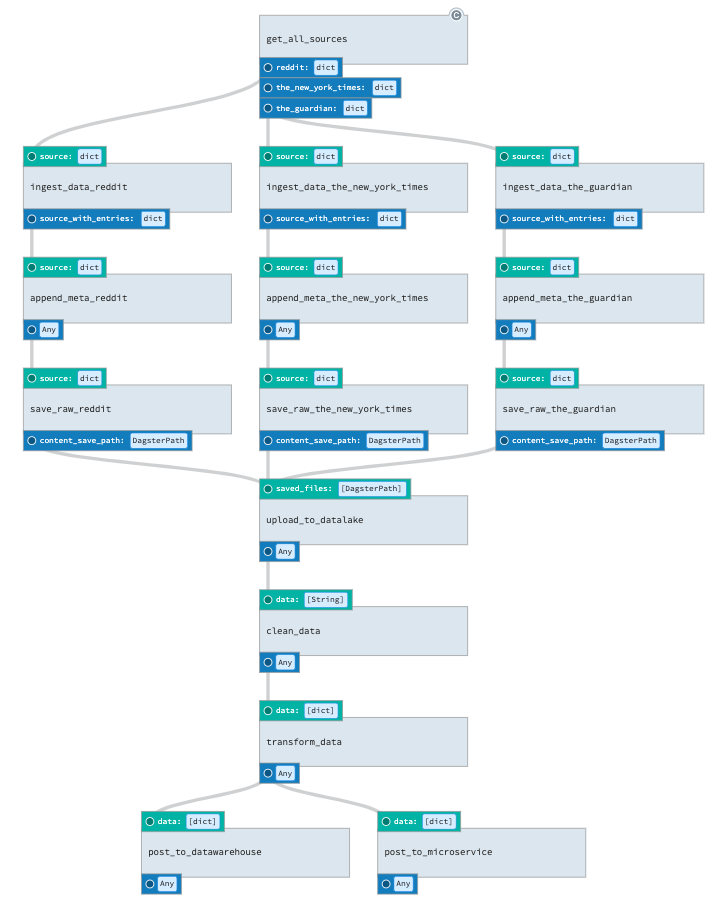 C
get_all_sources
reddit: dict
the_new_york_times: dict
the_guardian: dict
source: dict
source: dict
source: dict
ingest_data_reddit
ingest_data_the_new_york_times
ingest_data_the_guardian
source_with_entries: dict
source_with_entries: dict
source_with_entries: dict
source: dict
source: dict
source: dict
append_meta_reddit
append_meta_the_new_york_times
append_meta_the_guardian
Any
Any
Any
source: dict
source: dict
source: dict
save_raw_reddit
save_raw_the_new_york_times
save_raw_the_guardian
content_save_path: DagsterPath
content_save_path: DagsterPath
content_save_path: DagsterPath
saved_files: [DagsterPath]
upload_to_datalake
Any
data: [String]
clean_data
Any
data: [dict]
transform_data
Any
data: [dict]
data: [dict]
post_to_datawarehouse
post_to_microservice
Any
Any